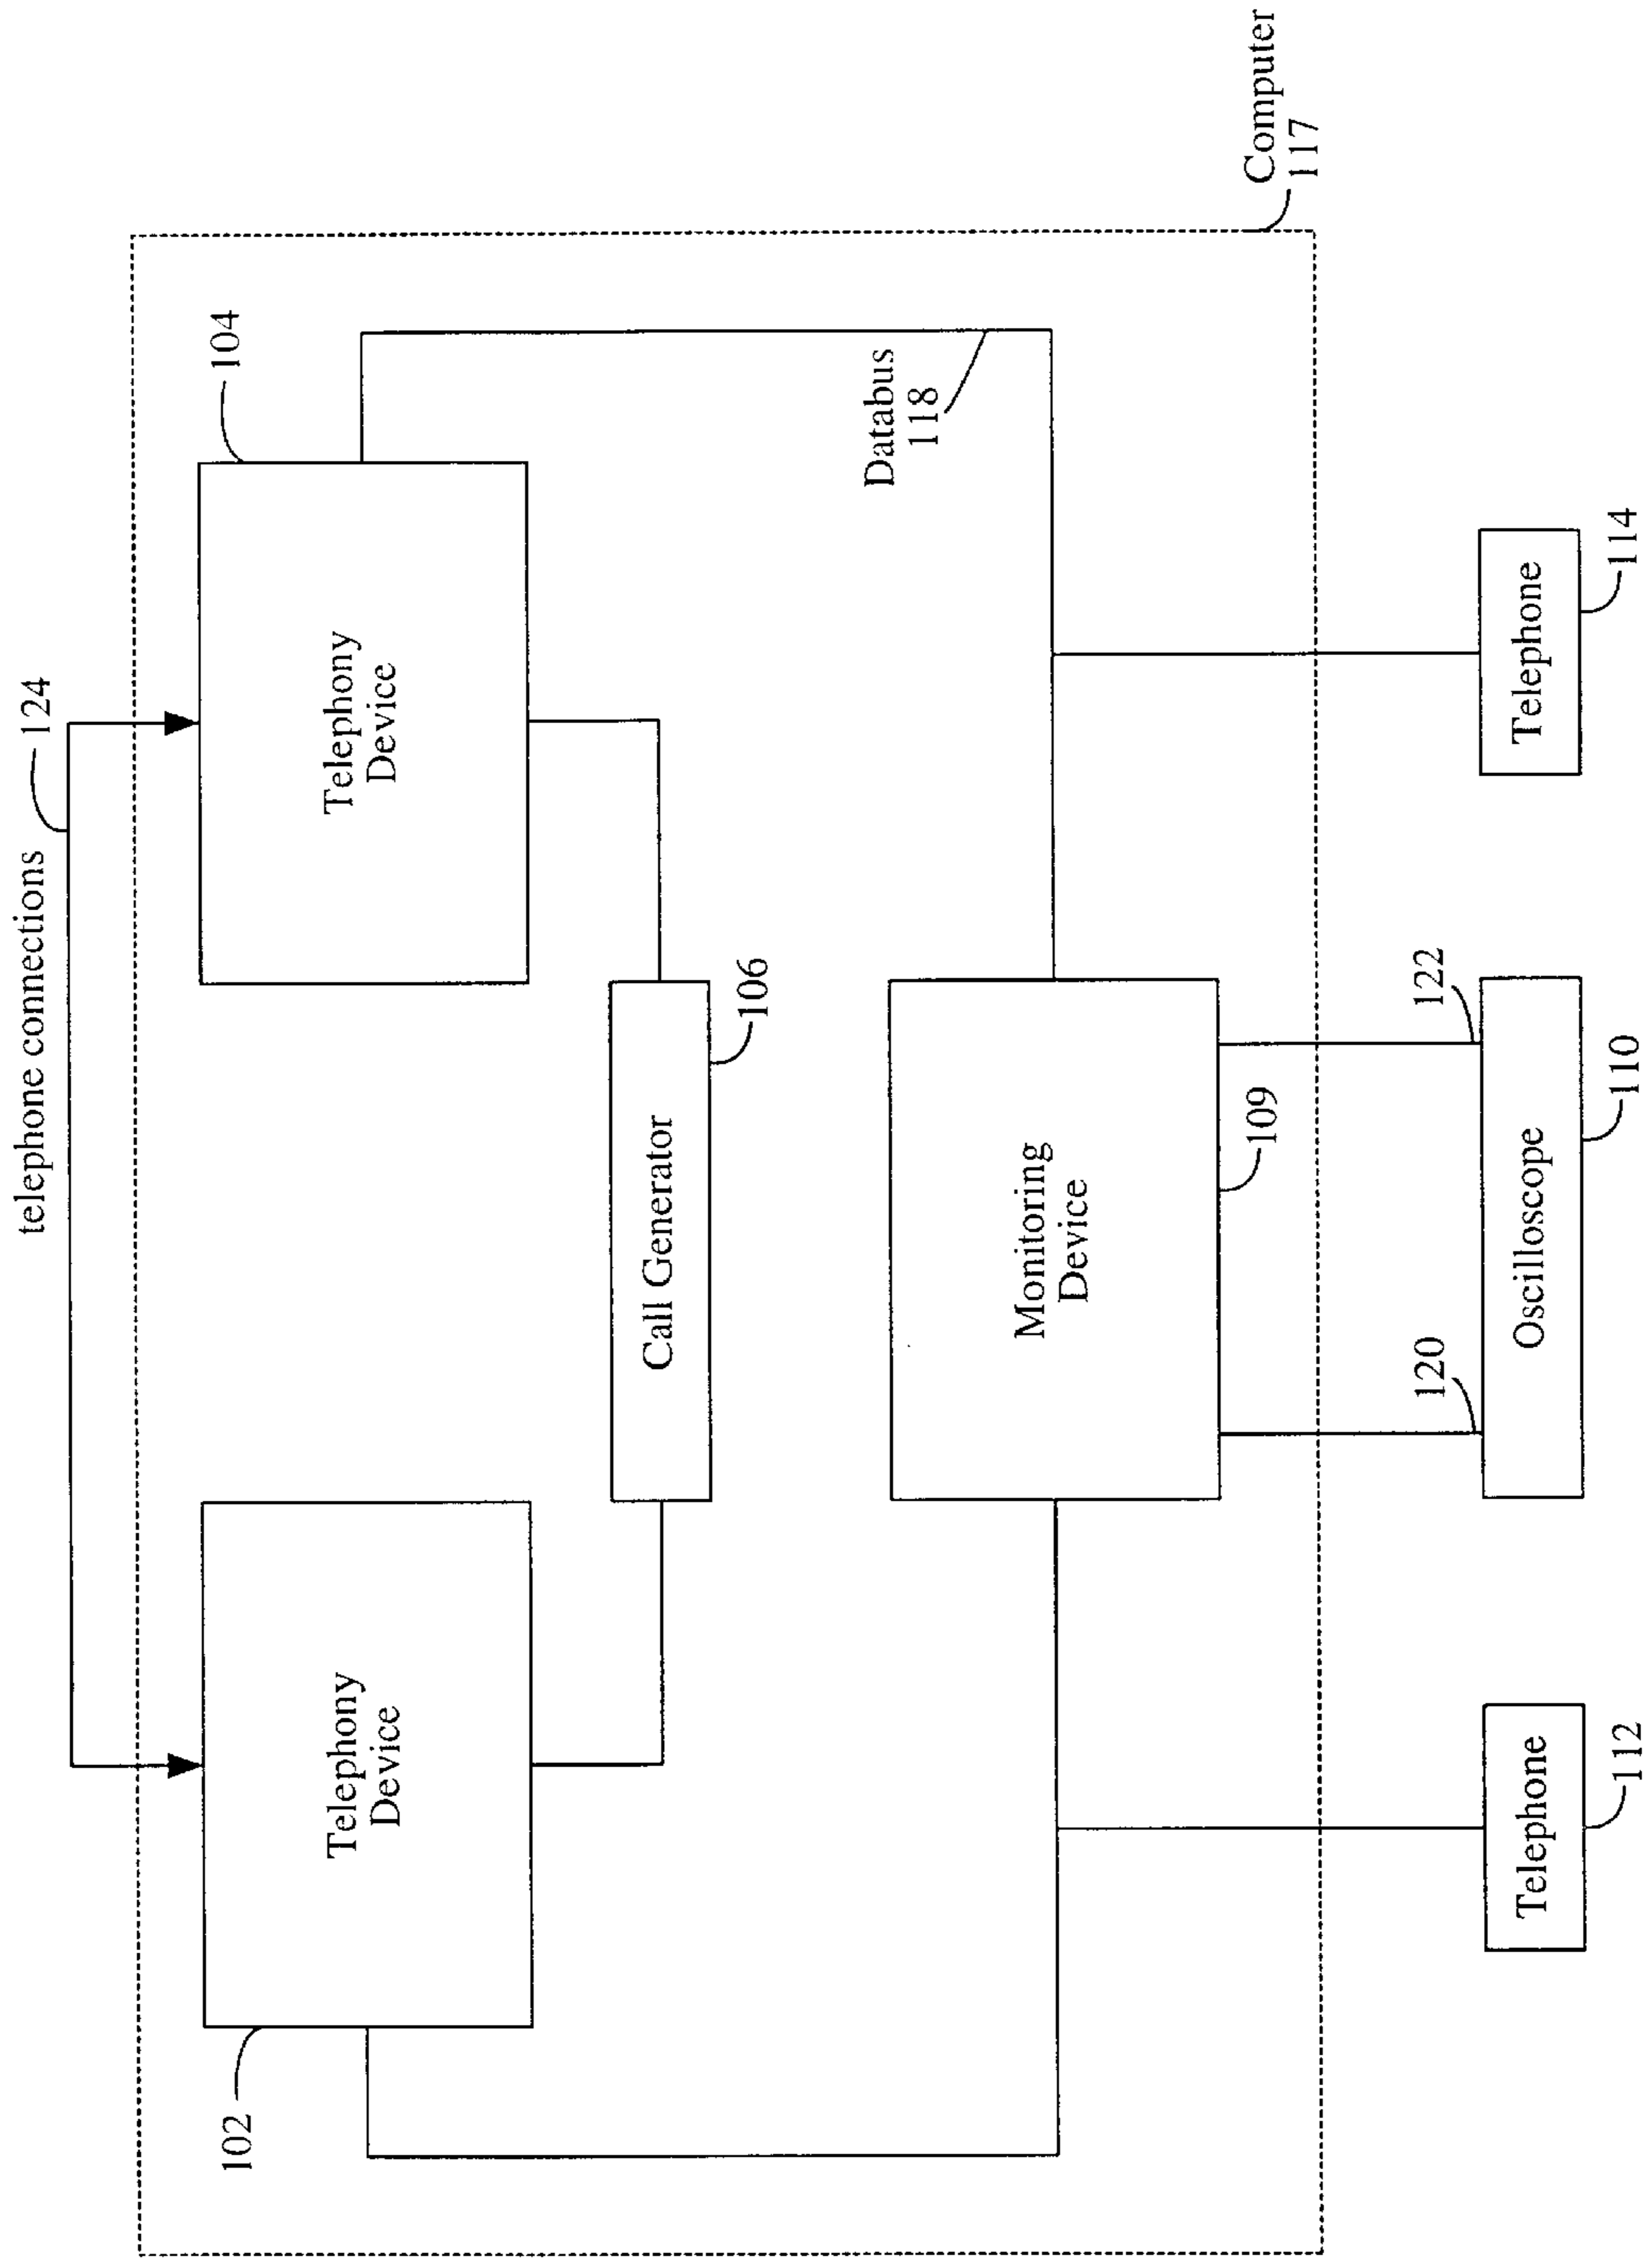 telephone connections
124
Telephony
Device
102
Telephony
Device
104
Call Generator
106
Databus
118
Monitoring
Device
109
Computer
117
120
122
Telephone
112
Oscilloscope
110
Telephone
114